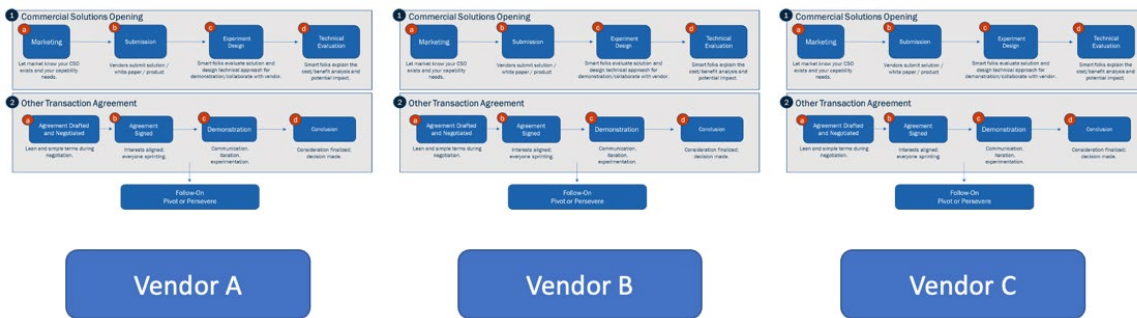 1 Commercial Solutions Opening
a b c d
Marketing Submission Experiment Design Technical Evaluation
Let market know your CSO exists and your capability needs.
Vendors submit solution / white paper / product
Smart folks evaluate solution and design technical approach for demonstration/collaborate with vendor.
Smart folks explain the cost/benefit analysis and potential impact.
2 Other Transaction Agreement
a b c d
Agreement Drafted and Negotiated Agreement Signed Demonstration Conclusion
Lean and simple terms during negotiation.
Interests aligned; everyone sprinting.
Communication, iteration, experimentation.
Consideration finalized; decision made.
Follow-On
Pivot or Persevere
Vendor A
1 Commercial Solutions Opening
a b c d
Marketing Submission Experiment Design Technical Evaluation
Let market know your CSO exists and your capability needs.
Vendors submit solution / white paper / product
Smart folks evaluate solution and design technical approach for demonstration/collaborate with vendor.
Smart folks explain the cost/benefit analysis and potential impact.
2 Other Transaction Agreement
a b c d
Agreement Drafted and Negotiated Agreement Signed Demonstration Conclusion
Lean and simple terms during negotiation.
Interests aligned; everyone sprinting.
Communication, iteration, experimentation.
Consideration finalized; decision made.
Follow-On
Pivot or Persevere
Vendor B
1 Commercial Solutions Opening
a b c d
Marketing Submission Experiment Design Technical Evaluation
Let market know your CSO exists and your capability needs.
Vendors submit solution / white paper / product
Smart folks evaluate solution and design technical approach for demonstration/collaborate with vendor.
Smart folks explain the cost/benefit analysis and potential impact.
2 Other Transaction Agreement
a b c d
Agreement Drafted and Negotiated Agreement Signed Demonstration Conclusion
Lean and simple terms during negotiation.
Interests aligned; everyone sprinting.
Communication, iteration, experimentation.
Consideration finalized; decision made.
Follow-On
Pivot or Persevere
Vendor C